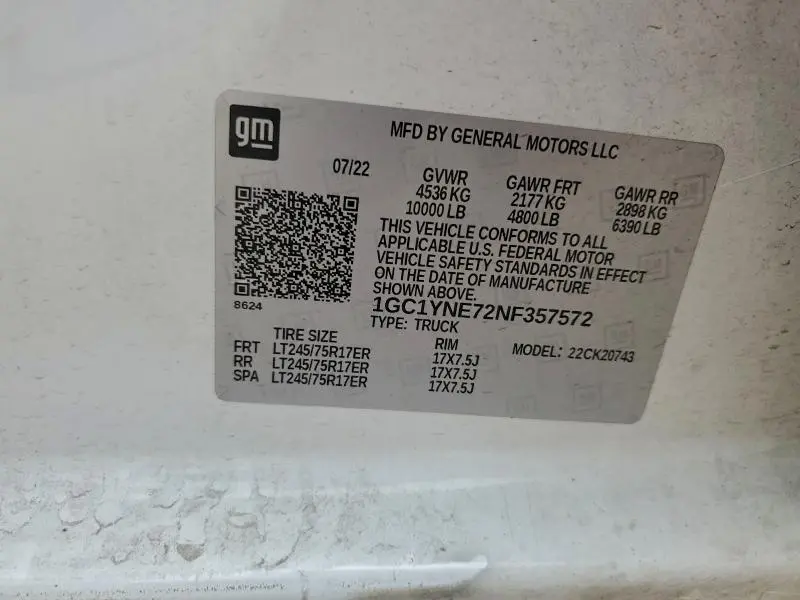 gm
MFD BY GENERAL MOTORS LLC
07/22 GVWR GAWR FRT GAWR RR
4536 KG 2177 KG 2898 KG
10000 LB 4800 LB 6390 LB
THIS VEHICLE CONFORMS TO ALL
APPLICABLE U.S. FEDERAL MOTOR
VEHICLE SAFETY STANDARDS IN EFFECT
ON THE DATE OF MANUFACTURE
SHOWN ABOVE.
8624
1GC1YNE72NF357572
TYPE: TRUCK
TIRE SIZE RIM MODEL: 22CK20743
FRT LT245/75R17ER 17X7.5J
RR LT245/75R17ER 17X7.5J
SPA LT245/75R17ER 17X7.5J